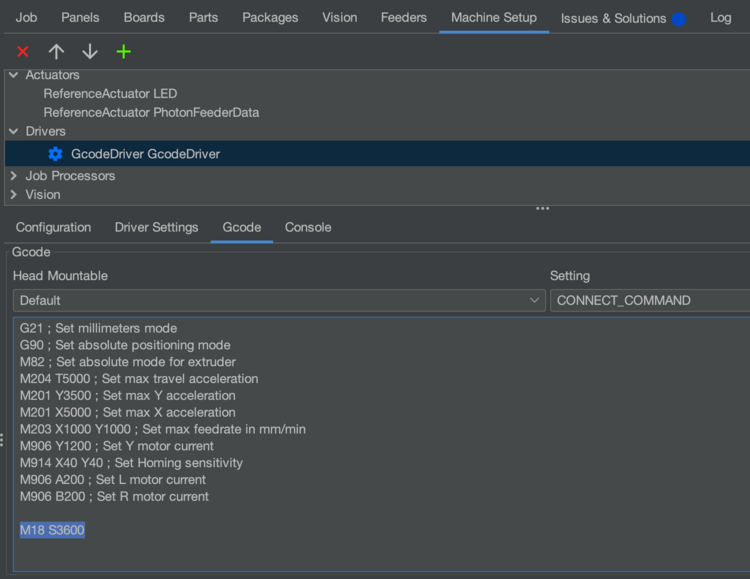 Job Panels Boards Parts Packages Vision Feeders Machine Setup Issues & Solutions Log
Actuators
ReferenceActuator LED
ReferenceActuator PhotonFeederData
Drivers
GcodeDriver GcodeDriver
Job Processors
Vision
Configuration Driver Settings Gcode Console
Gcode
Head Mountable Setting
Default CONNECT_COMMAND
G21 ; Set millimeters mode
G90 ; Set absolute positioning mode
M82 ; Set absolute mode for extruder
M204 T5000 ; Set max travel acceleration
M201 Y3500 ; Set max Y acceleration
M201 X5000 ; Set max X acceleration
M203 X1000 Y1000 ; Set max feedrate in mm/min
M906 Y1200 ; Set Y motor current
M914 X40 Y40 ; Set Homing sensitivity
M906 A200 ; Set L motor current
M906 B200 ; Set R motor current
M18 S3600